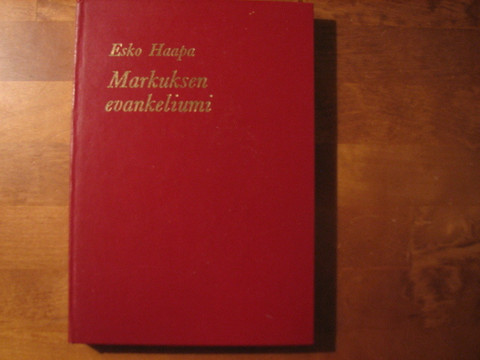 Esko Haapa
Markuksen
evankeliumi